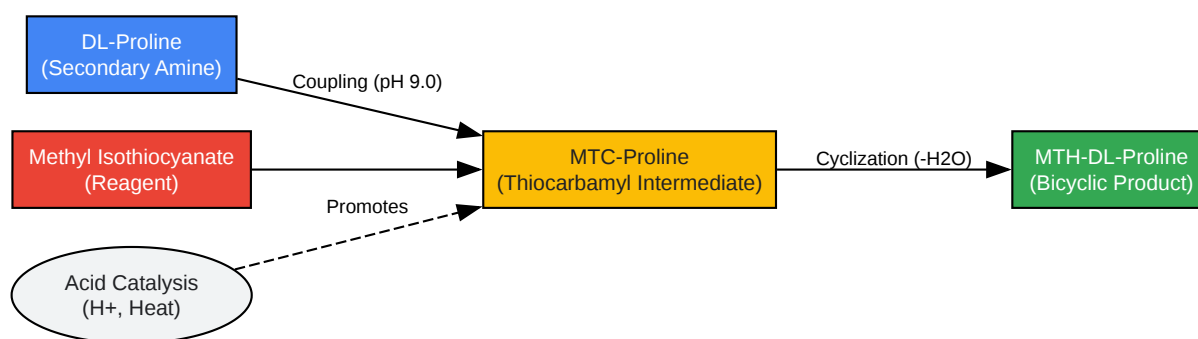 DL-Proline
(Secondary Amine)
Coupling (pH 9.0)
Methyl Isothiocyanate
(Reagent)
MTC-Proline
(Thiocarbamyl Intermediate)
Cyclization (-H2O)
MTH-DL-Proline
(Bicyclic Product)
Promotes
Acid Catalysis
(H+, Heat)